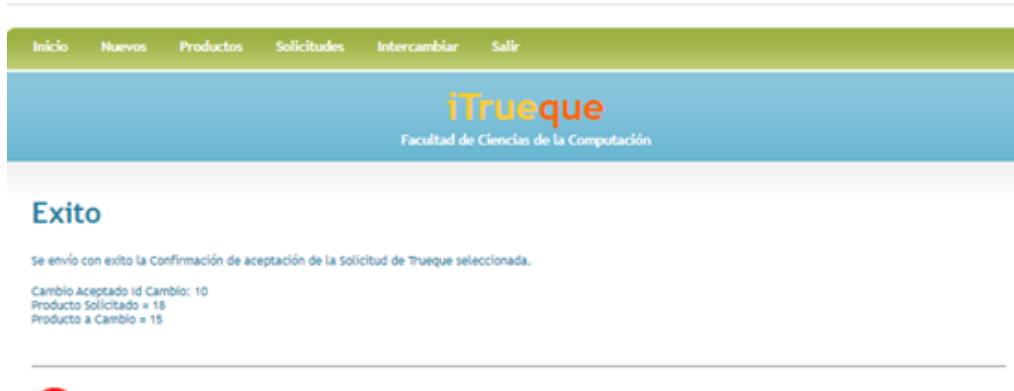 Inicio Nuevos Productos Solicitudes Intercambiar Salir
iTrueque
Facultad de Ciencias de la Computación
Exito
Se envío con exito la Confirmación de aceptación de la Solicitud de Trueque seleccionada.
Cambio Aceptado Id Cambio: 10
Producto Solicitado = 18
Producto a Cambio = 15